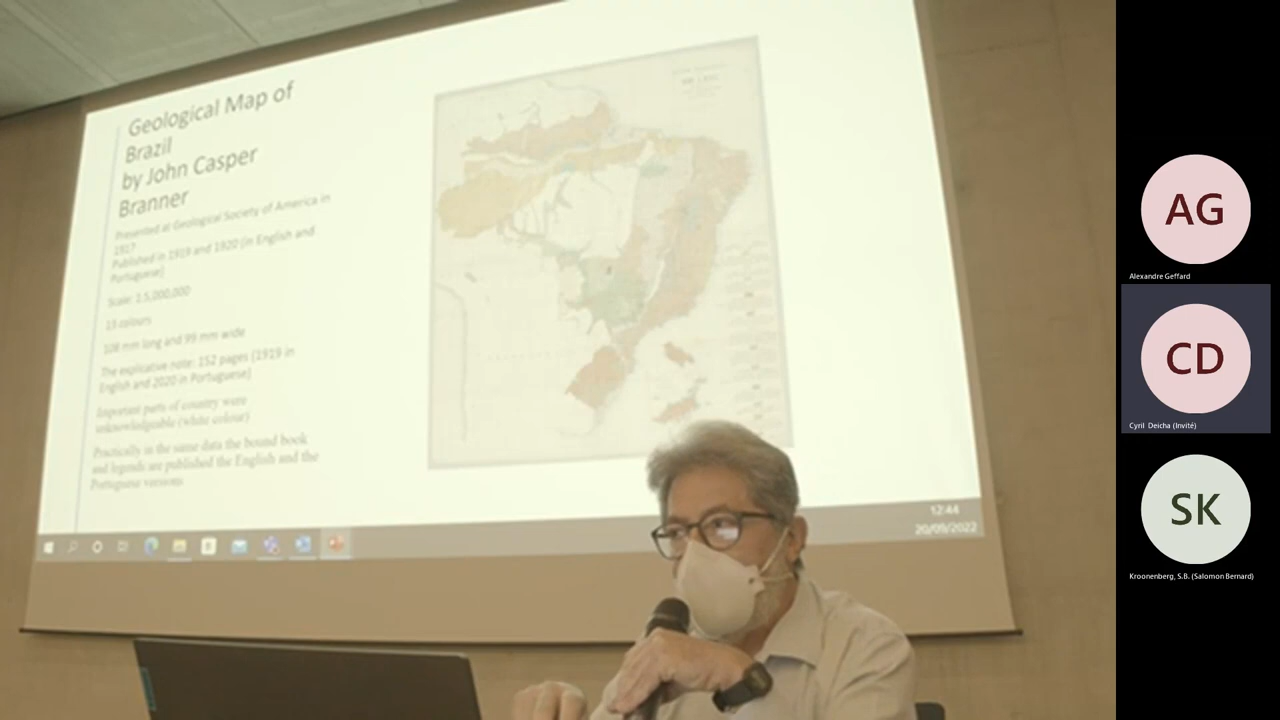 Geological Map of
Brazil
by John Casper
Branner
Presented at Geological Society of America in
1917
Published in 1919 and 1920 (in English and
Portuguese)
Scale: 1:5,000,000
13 colours
108 mm long and 99 mm wide
The explicative note: 152 pages (1919 in
English and 2020 in Portuguese)
Important parts of country were
unknowledgeable (white colour)
Practically in the same data the bound book
and legends are published the English and the
Portuguese versions
12:44
20/09/2022
AG
Alexandre Geffard
CD
Cyril Deicha (Invité)
SK
Kroonenberg, S.B. (Salomon Bernard)